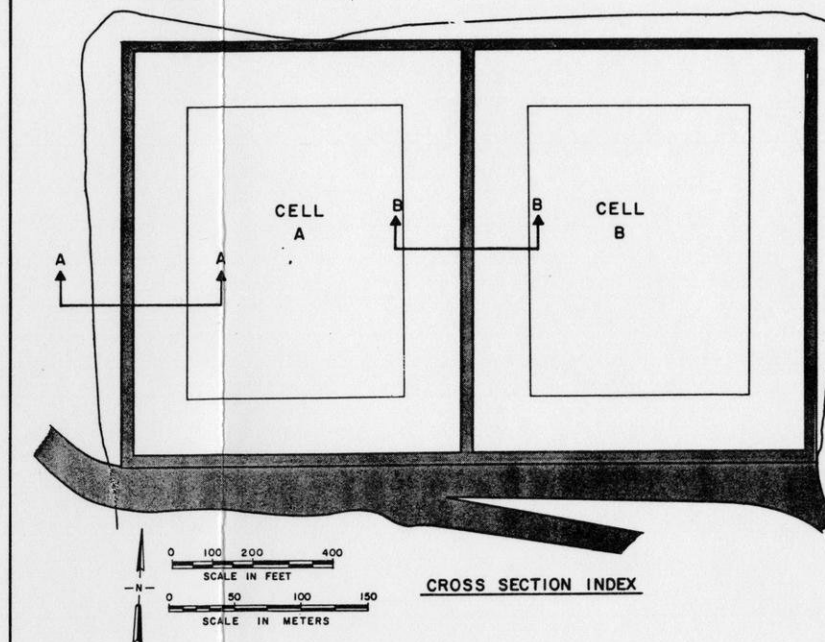 CELL
A
B
B
CELL
B
A
A
0 100 200 400
SCALE IN FEET
N
0 50 100 150
SCALE IN METERS
CROSS SECTION INDEX